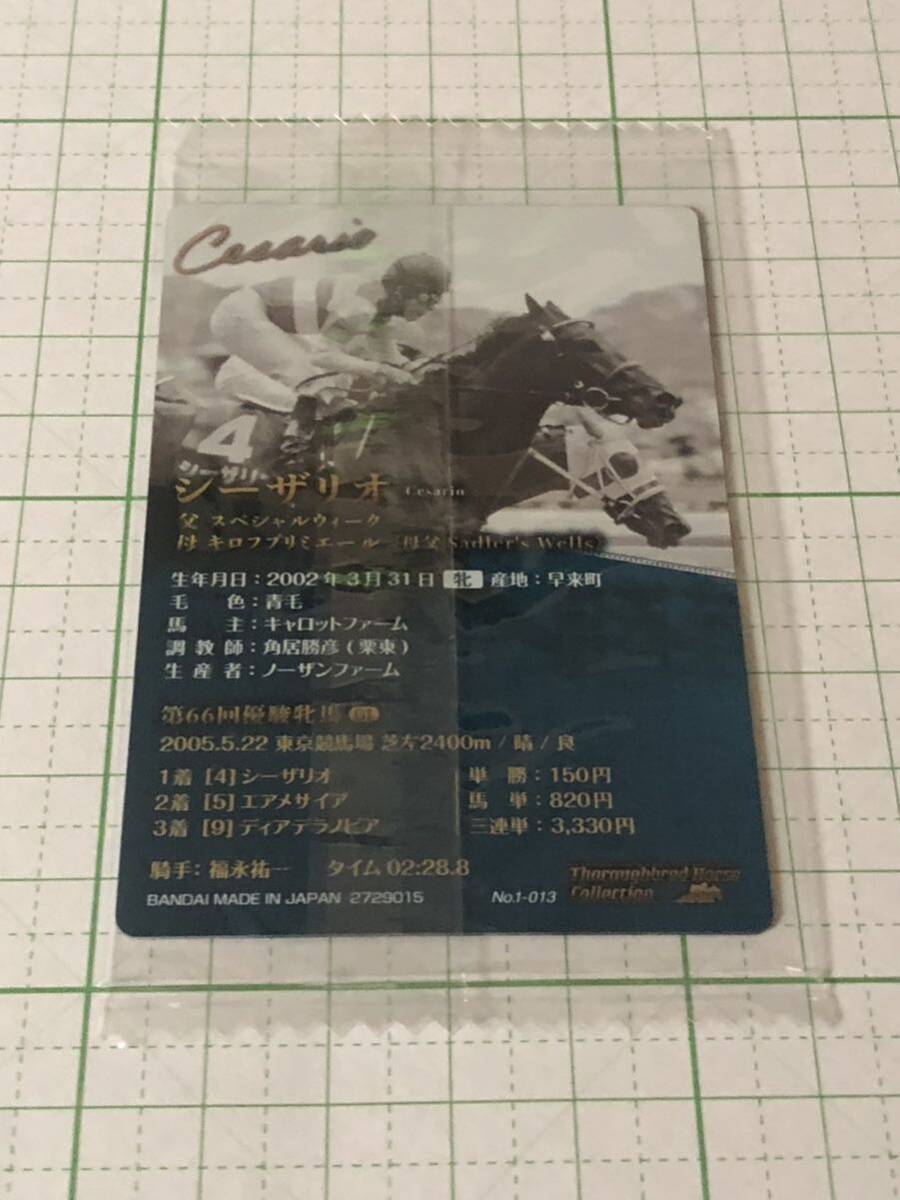 Cesario
4
シーザリオ
シーザリオ Cesario
父 スペシャルウィーク
母 キロフプリミエール (母父 Sadler's Wells)
生年月日：2002年3月31日 牝 産地：早来町
毛　色：青毛
馬　主：キャロットファーム
調教師：角居勝彦(栗東)
生産者：ノーザンファーム
第66回優駿牝馬 GI
2005.5.22 東京競馬場 芝左2400m / 晴 / 良
1着 [4] シーザリオ 単勝：150円
2着 [5] エアメサイア 馬単：820円
3着 [9] ディアデラノビア 三連単：3,330円
騎手：福永祐一 タイム 02:28.8
BANDAI MADE IN JAPAN 2729015 No.1-013
Thoroughbred Horse
Collection